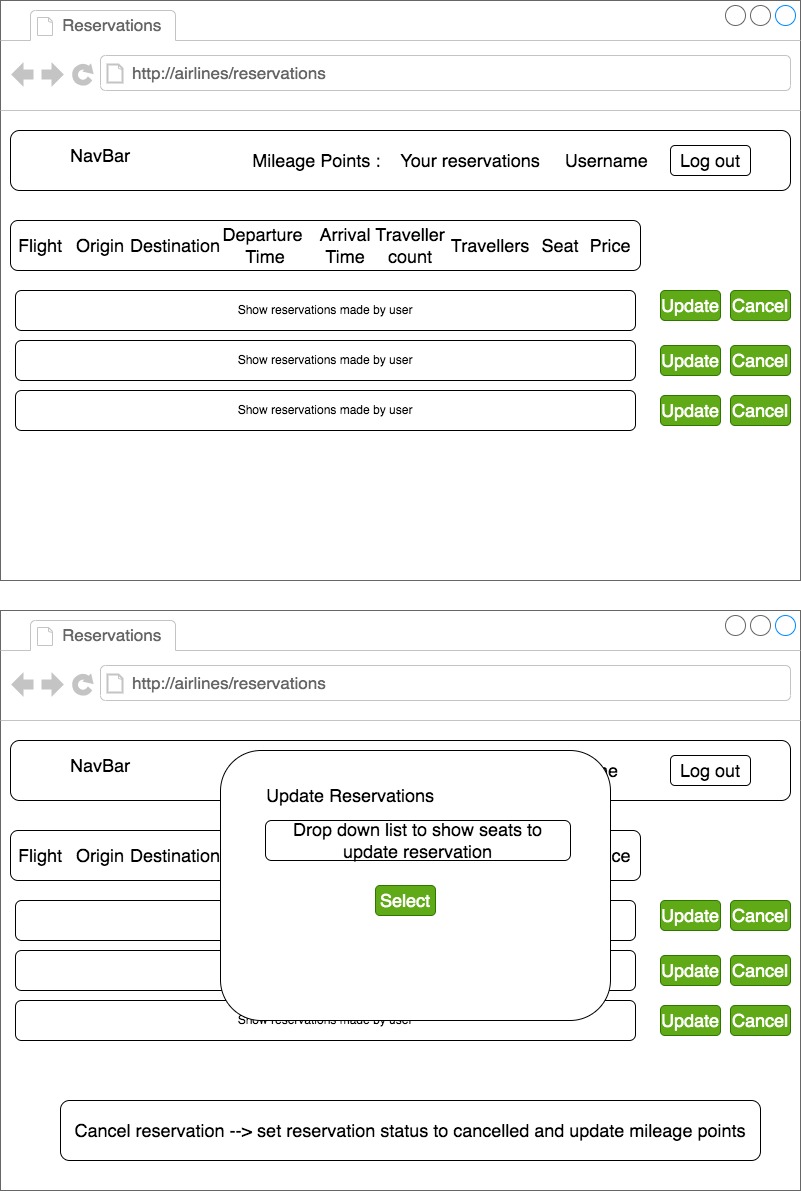 Reservations
http://airlines/reservations
NavBar Mileage Points : Your reservations Username Log out
Flight Origin Destination Departure Time Arrival Time Traveller count Travellers Seat Price
Show reservations made by user Update Cancel
Show reservations made by user Update Cancel
Show reservations made by user Update Cancel
Reservations
http://airlines/reservations
NavBar Log out
Update Reservations
Flight Origin Destination
Drop down list to show seats to
update reservation
Select
Update Cancel
Update Cancel
Show reservations made by user Update Cancel
Cancel reservation --> set reservation status to cancelled and update mileage points